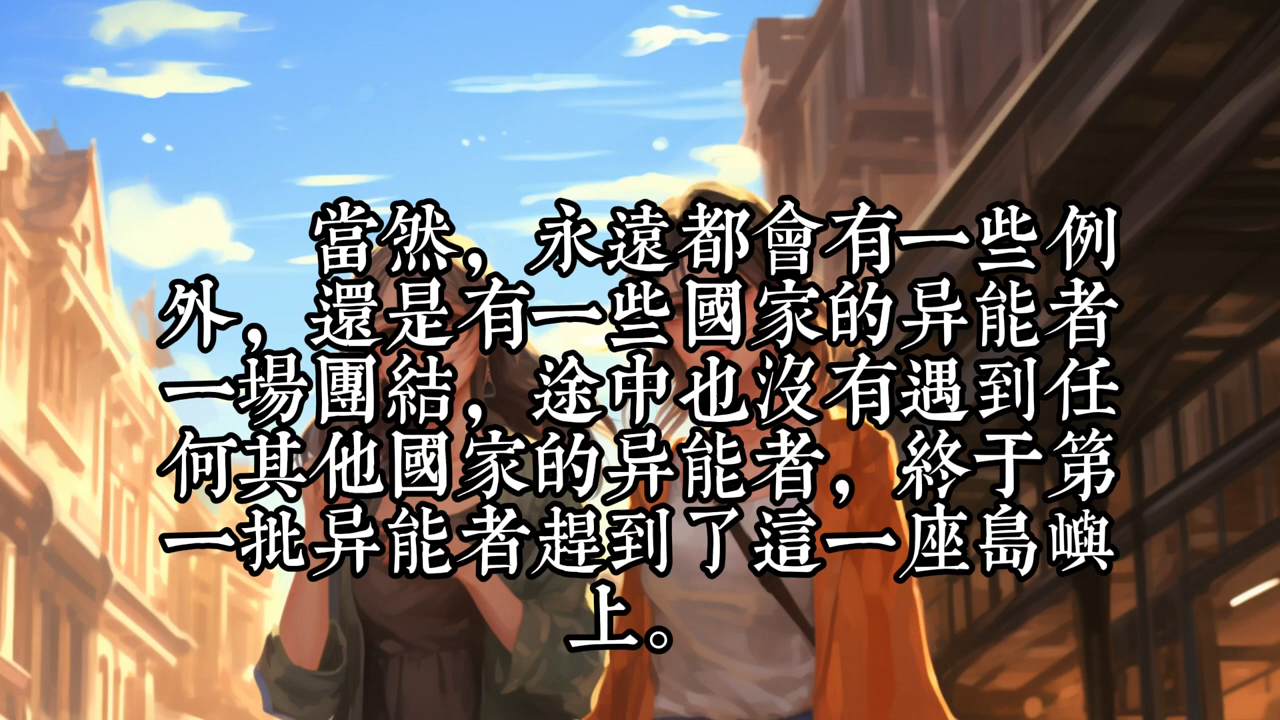 當然，永遠都會有一些例
外，還是有一些國家的异能者
一場團結，途中也沒有遇到任
何其他國家的异能者，終于第
一批异能者趕到了這一座島嶼
上。